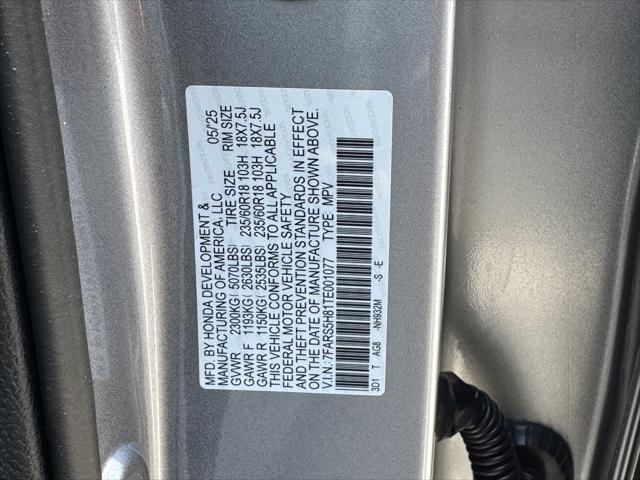 MFD. BY HONDA DEVELOPMENT & 05/25
MANUFACTURING OF AMERICA, LLC
TIRE SIZE RIM SIZE
GVWR 2300KG( 5070LBS)
GAWR F 1193KG( 2630LBS) 235/60R18 103H 18X7.5J
GAWR R 1150KG( 2535LBS) 235/60R18 103H 18X7.5J
THIS VEHICLE CONFORMS TO ALL APPLICABLE
FEDERAL MOTOR VEHICLE SAFETY
AND THEFT PREVENTION STANDARDS IN EFFECT
ON THE DATE OF MANUFACTURE SHOWN ABOVE.
V.I.N.:7FARS5H81TE001077 TYPE: MPV
3D1 T AG8 -NH932M -S -E